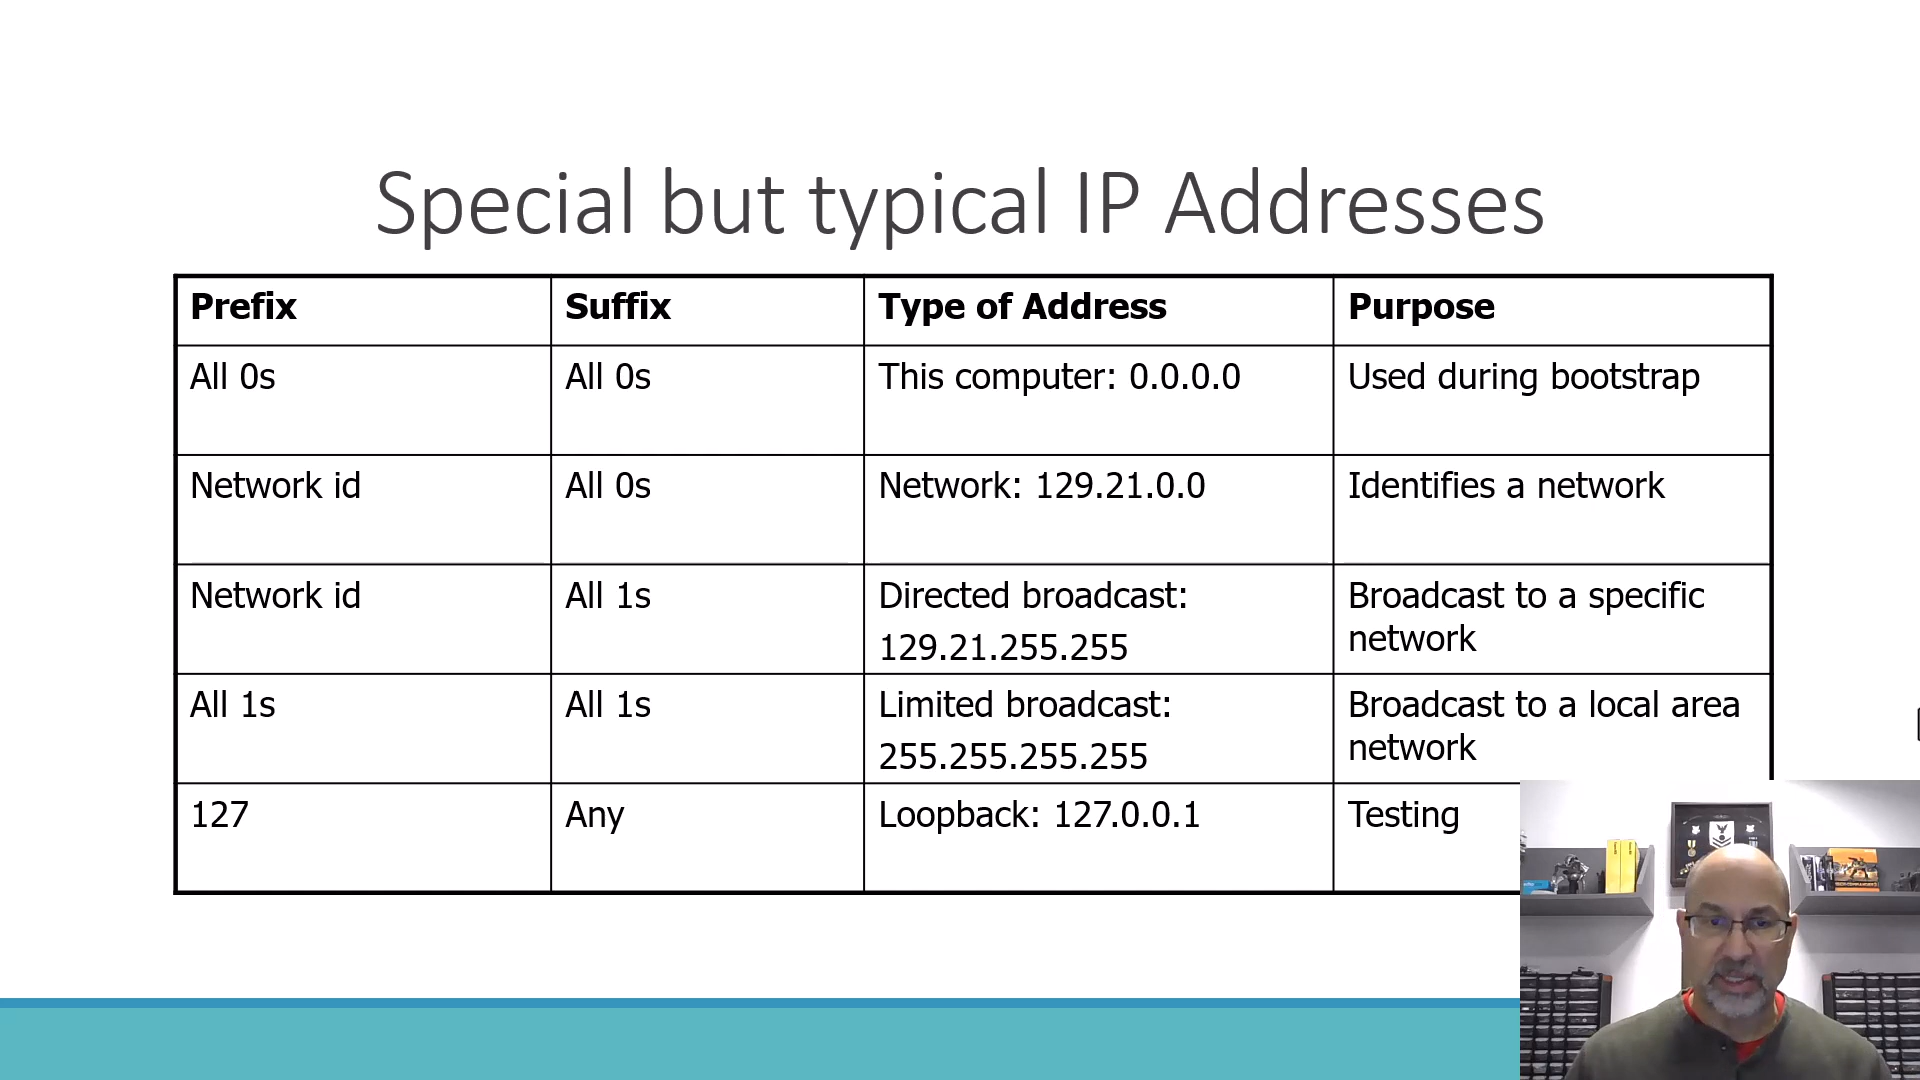 Special but typical IP Addresses
Prefix Suffix Type of Address Purpose
All 0s All 0s This computer: 0.0.0.0 Used during bootstrap
Network id All 0s Network: 129.21.0.0 Identifies a network
Network id All 1s Directed broadcast: Broadcast to a specific
129.21.255.255 network
All 1s All 1s Limited broadcast: Broadcast to a local area
255.255.255.255 network
127 Any Loopback: 127.0.0.1 Testing